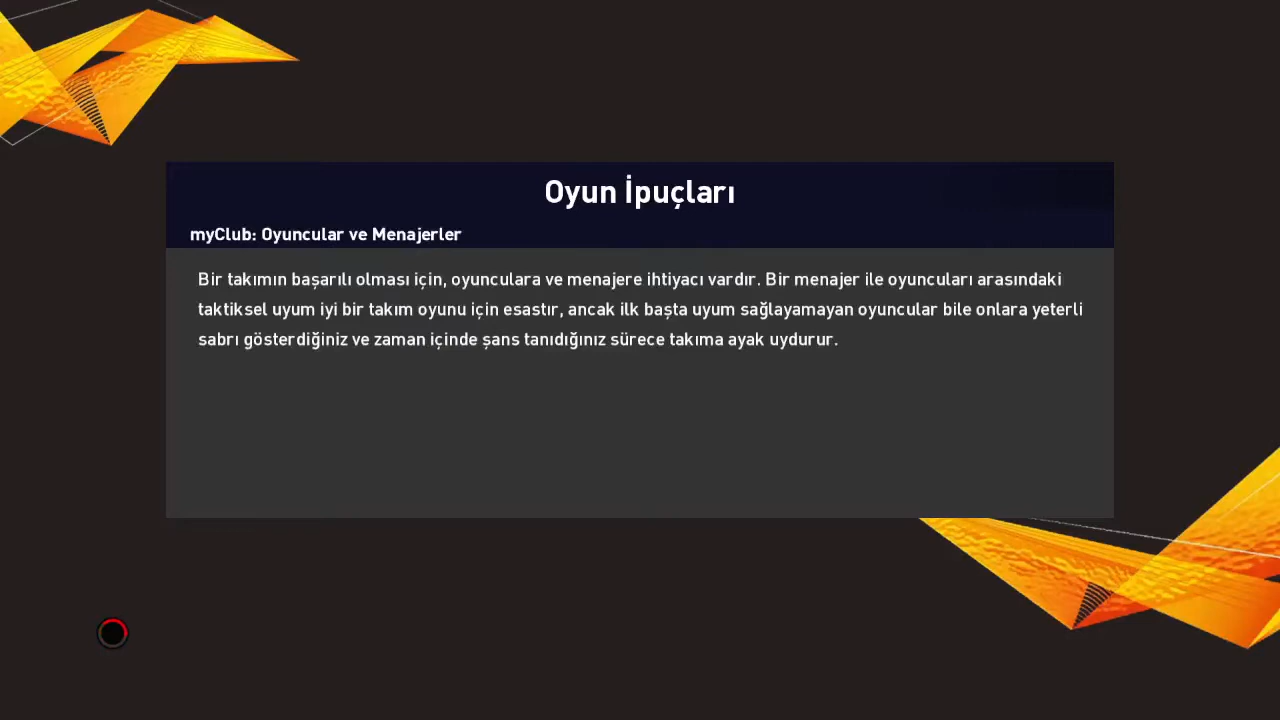 Oyun İpuçları
myClub: Oyuncular ve Menajerler
Bir takımın başarılı olması için, oyunculara ve menajere ihtiyacı vardır. Bir menajer ile oyuncuları arasındaki
taktiksel uyum iyi bir takım oyunu için esastır, ancak ilk başta uyum sağlayamayan oyuncular bile onlara yeterli
sabrı gösterdiğiniz ve zaman içinde şans tanıdığınız sürece takıma ayak uydurur.